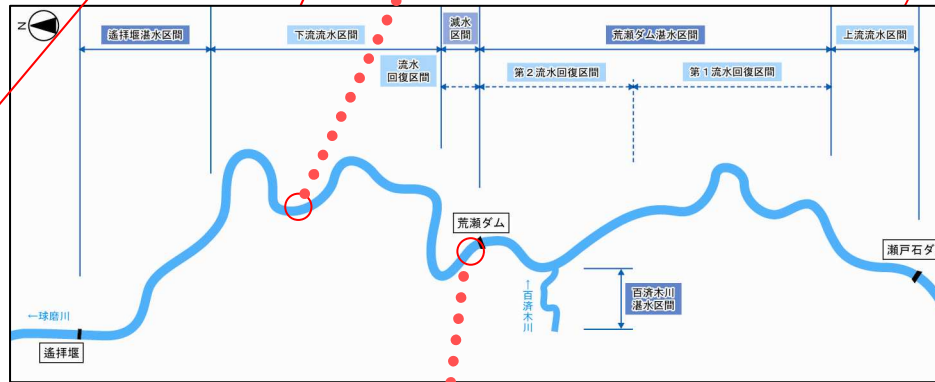 N
遙拝堰湛水区間
下流流水区間
減水
区間
荒瀬ダム湛水区間
上流流水区間
流水
回復区間
第2流水回復区間
第1流水回復区間
荒瀬ダム
瀬戸石ダ
百済木川
湛水区間
←百済木川
←球磨川
遙拝堰